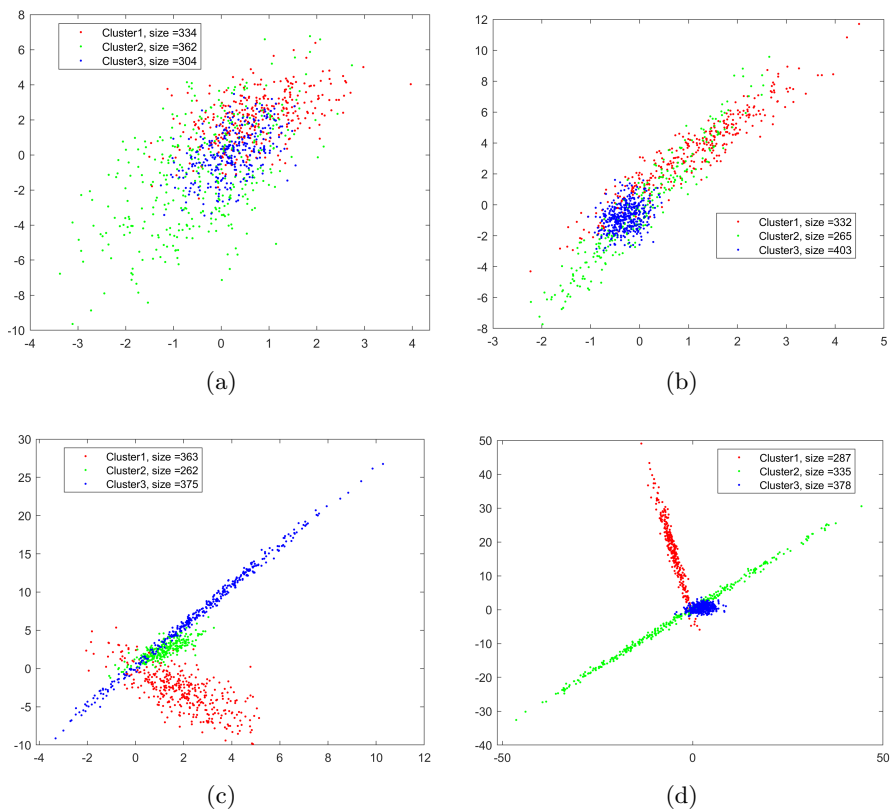 8
6
4
2
0
-2
-4
-6
-8
-10
-4 -3 -2 -1 0 1 2 3 4
Cluster1, size =334
Cluster2, size =362
Cluster3, size =304
(a)
12
10
8
6
4
2
0
-2
-4
-6
-8
-3 -2 -1 0 1 2 3 4 5
Cluster1, size =332
Cluster2, size =265
Cluster3, size =403
(b)
30
25
20
15
10
5
0
-5
-10
-4 -2 0 2 4 6 8 10 12
Cluster1, size =363
Cluster2, size =262
Cluster3, size =375
(c)
50
40
30
20
10
0
-10
-20
-30
-40
-50 0 50
Cluster1, size =287
Cluster2, size =335
Cluster3, size =378
(d)